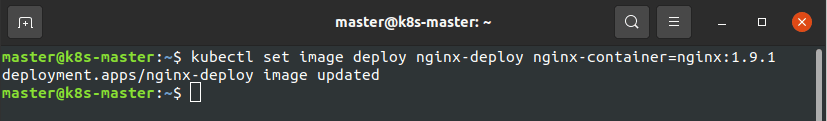 master@k8s-master: ~
master@k8s-master:~$ kubectl set image deploy nginx-deploy nginx-container=nginx:1.9.1
deployment.apps/nginx-deploy image updated
master@k8s-master:~$